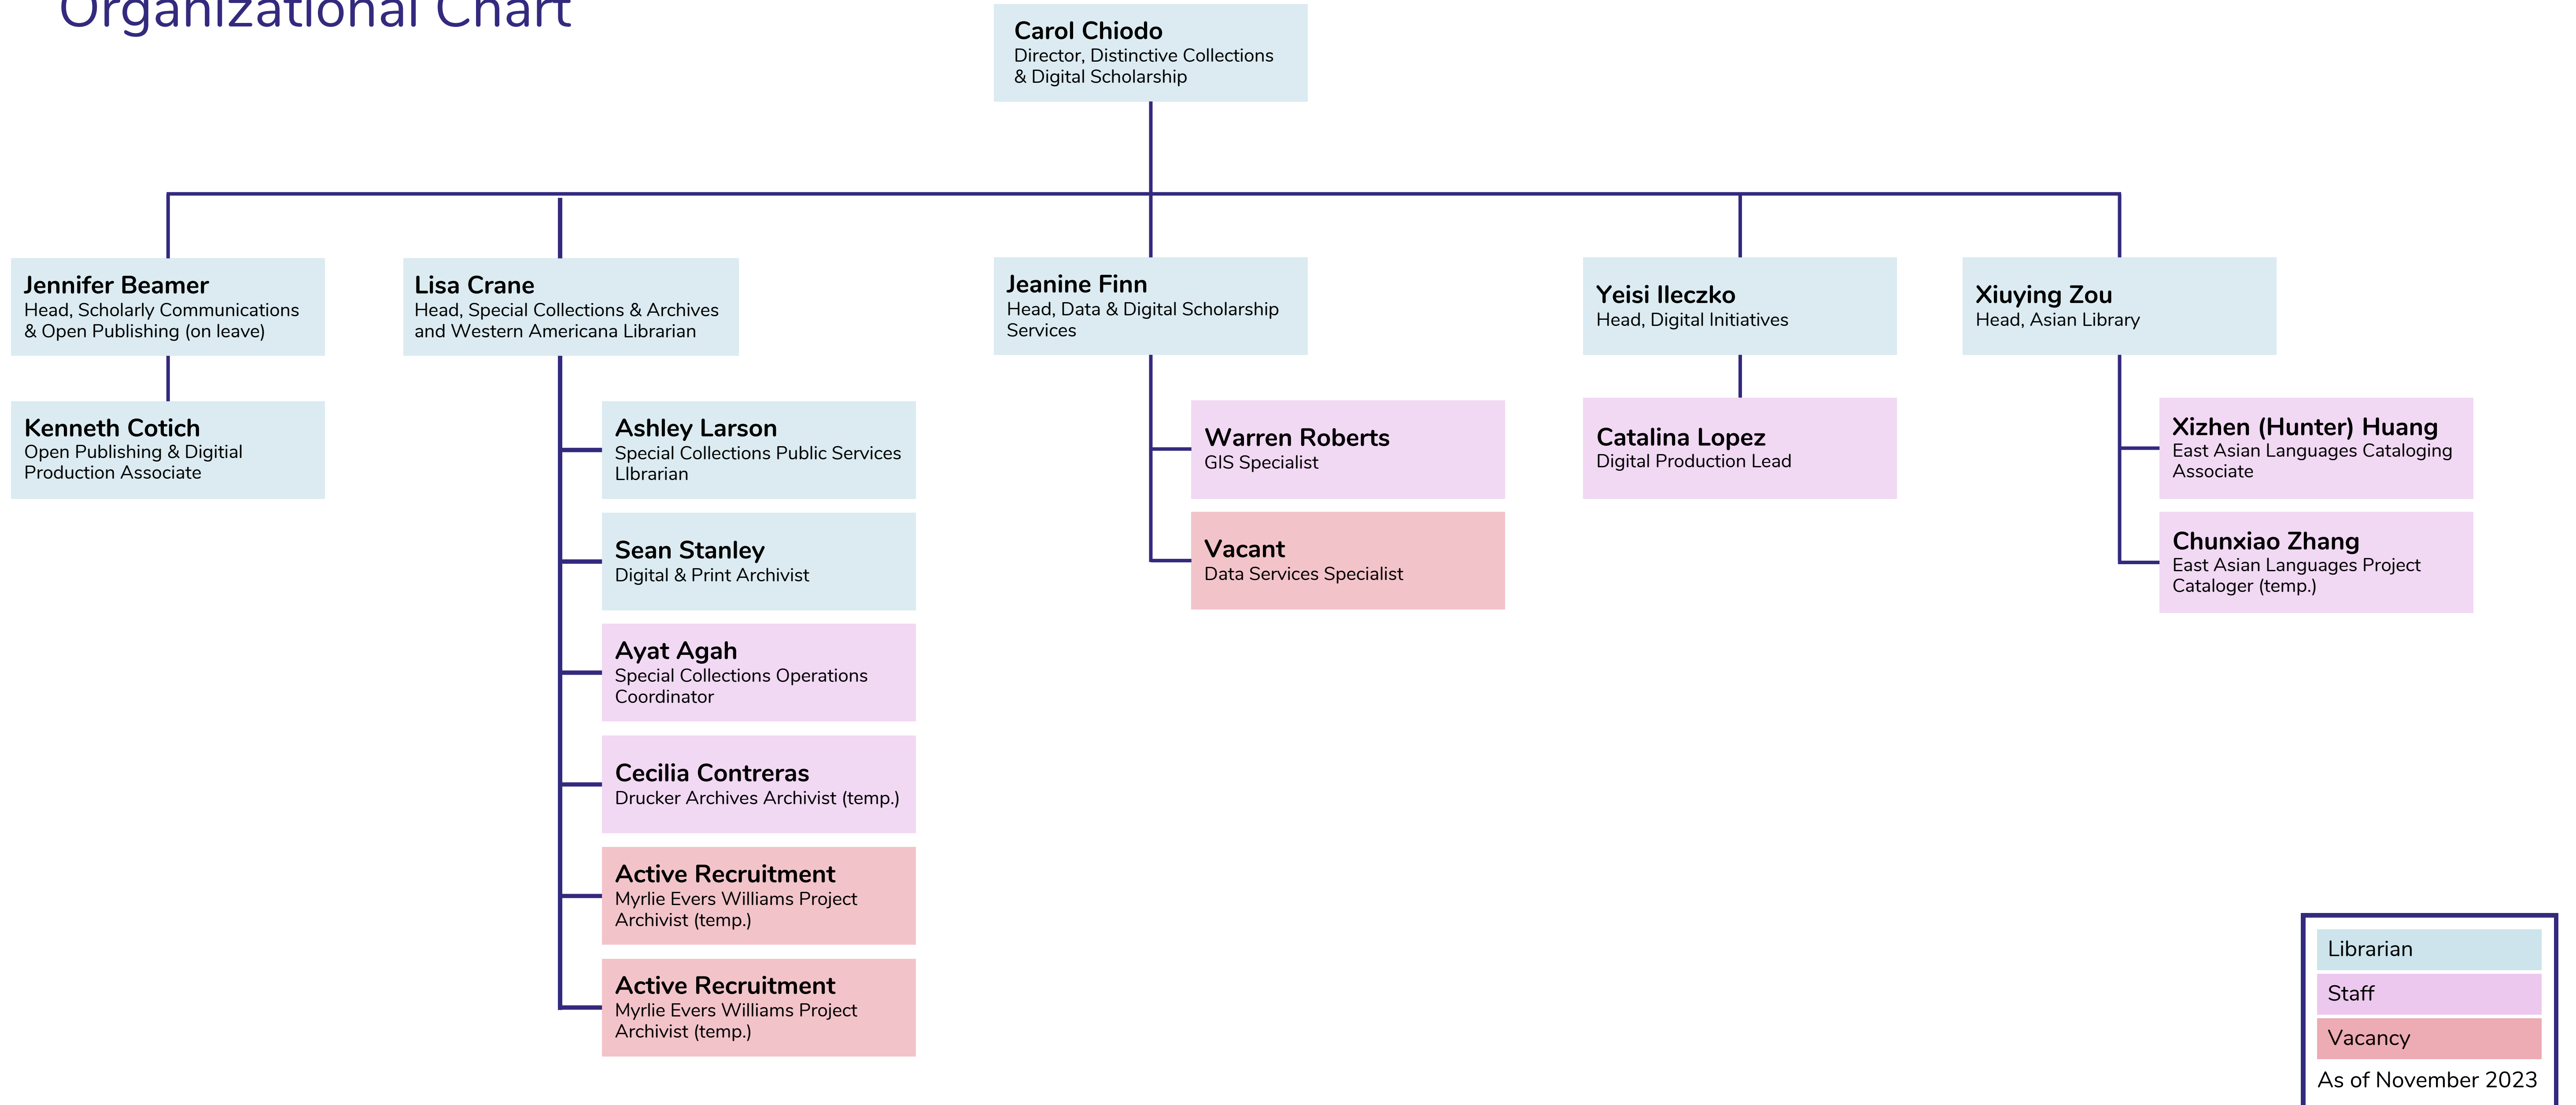 Organizational Chart
Carol Chiodo
Director, Distinctive Collections
& Digital Scholarship
Jennifer Beamer
Head, Scholarly Communications
& Open Publishing (on leave)
Kenneth Cotich
Open Publishing & Digitial
Production Associate
Lisa Crane
Head, Special Collections & Archives
and Western Americana Librarian
Ashley Larson
Special Collections Public Services
LIbrarian
Sean Stanley
Digital & Print Archivist
Ayat Agah
Special Collections Operations
Coordinator
Cecilia Contreras
Drucker Archives Archivist (temp.)
Active Recruitment
Myrlie Evers Williams Project
Archivist (temp.)
Active Recruitment
Myrlie Evers Williams Project
Archivist (temp.)
Jeanine Finn
Head, Data & Digital Scholarship
Services
Warren Roberts
GIS Specialist
Vacant
Data Services Specialist
Yeisi Ileczko
Head, Digital Initiatives
Catalina Lopez
Digital Production Lead
Xiuying Zou
Head, Asian Library
Xizhen (Hunter) Huang
East Asian Languages Cataloging
Associate
Chunxiao Zhang
East Asian Languages Project
Cataloger (temp.)
Librarian
Staff
Vacancy
As of November 2023